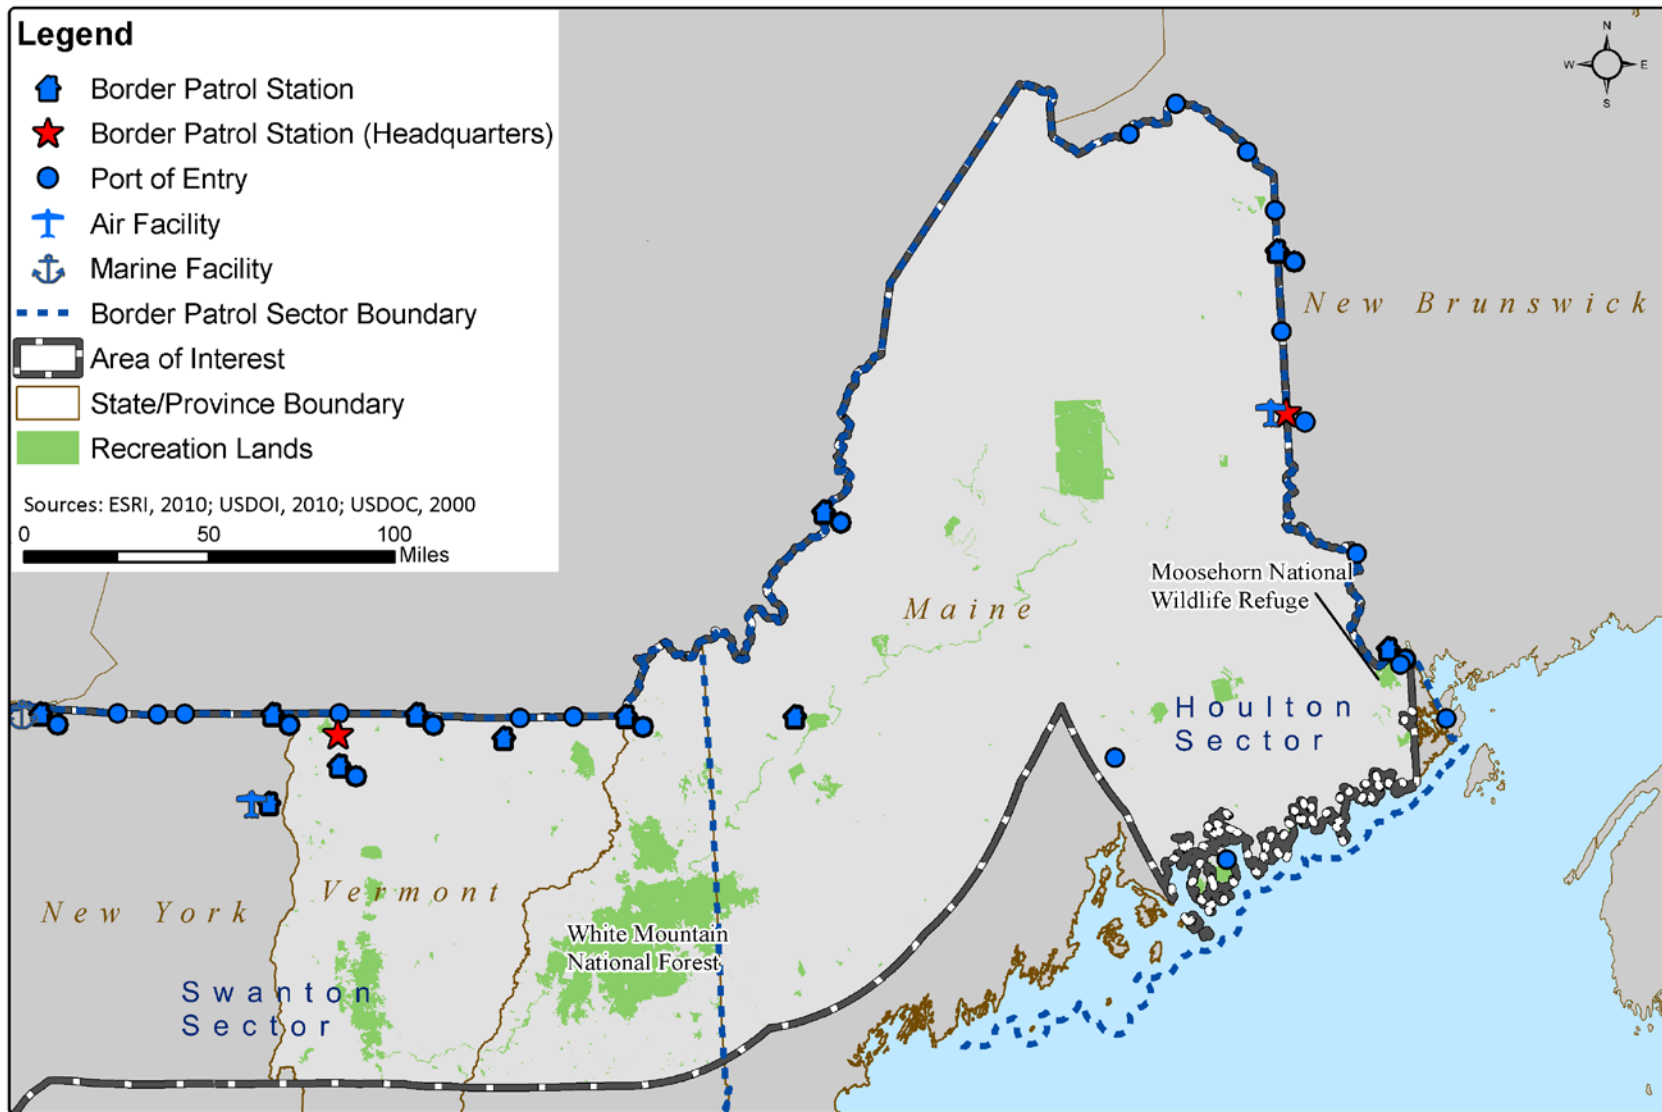 Legend
Border Patrol Station
Border Patrol Station (Headquarters)
Port of Entry
Air Facility
Marine Facility
Border Patrol Sector Boundary
Area of Interest
State/Province Boundary
Recreation Lands
Sources: ESRI, 2010; USDOI, 2010; USDOC, 2000
0 50 100
Miles
N
W E
S
New Brunswick
Moosehorn National
Wildlife Refuge
Maine
Houlton
Sector
New York
Vermont
White Mountain
National Forest
Swanton
Sector